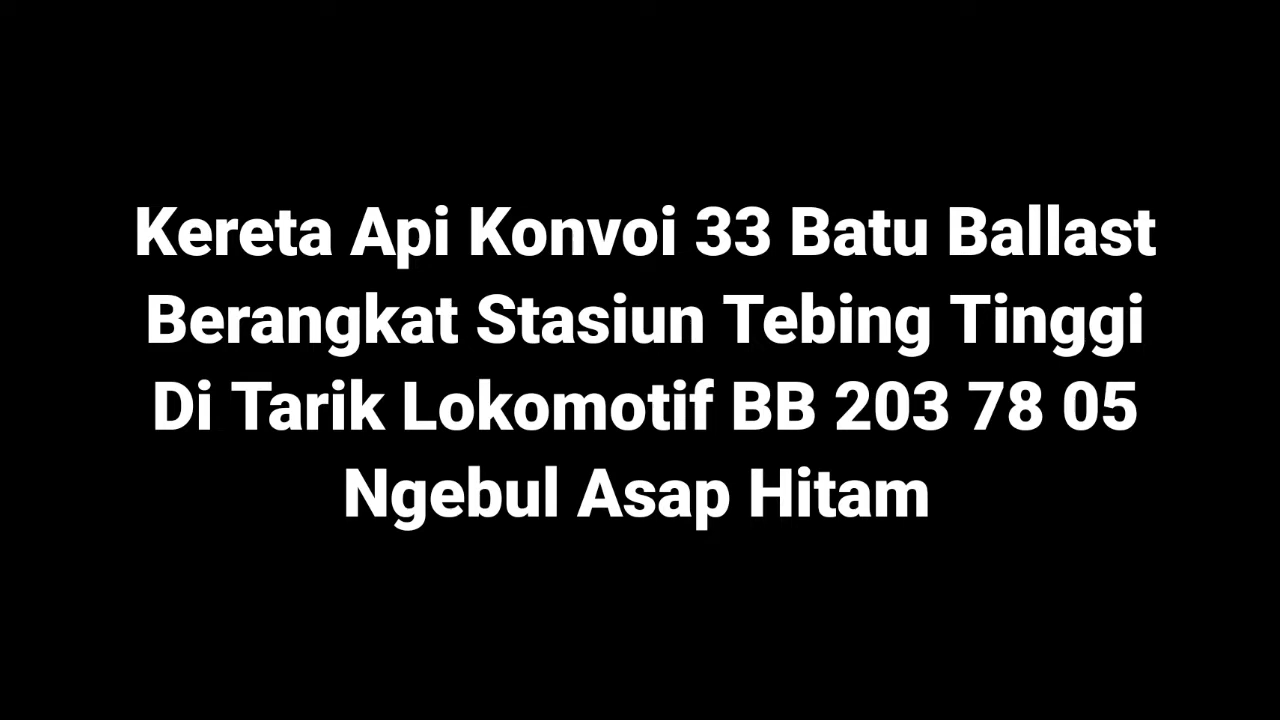 Kereta Api Konvoi 33 Batu Ballast
Berangkat Stasiun Tebing Tinggi
Di Tarik Lokomotif BB 203 78 05
Ngebul Asap Hitam